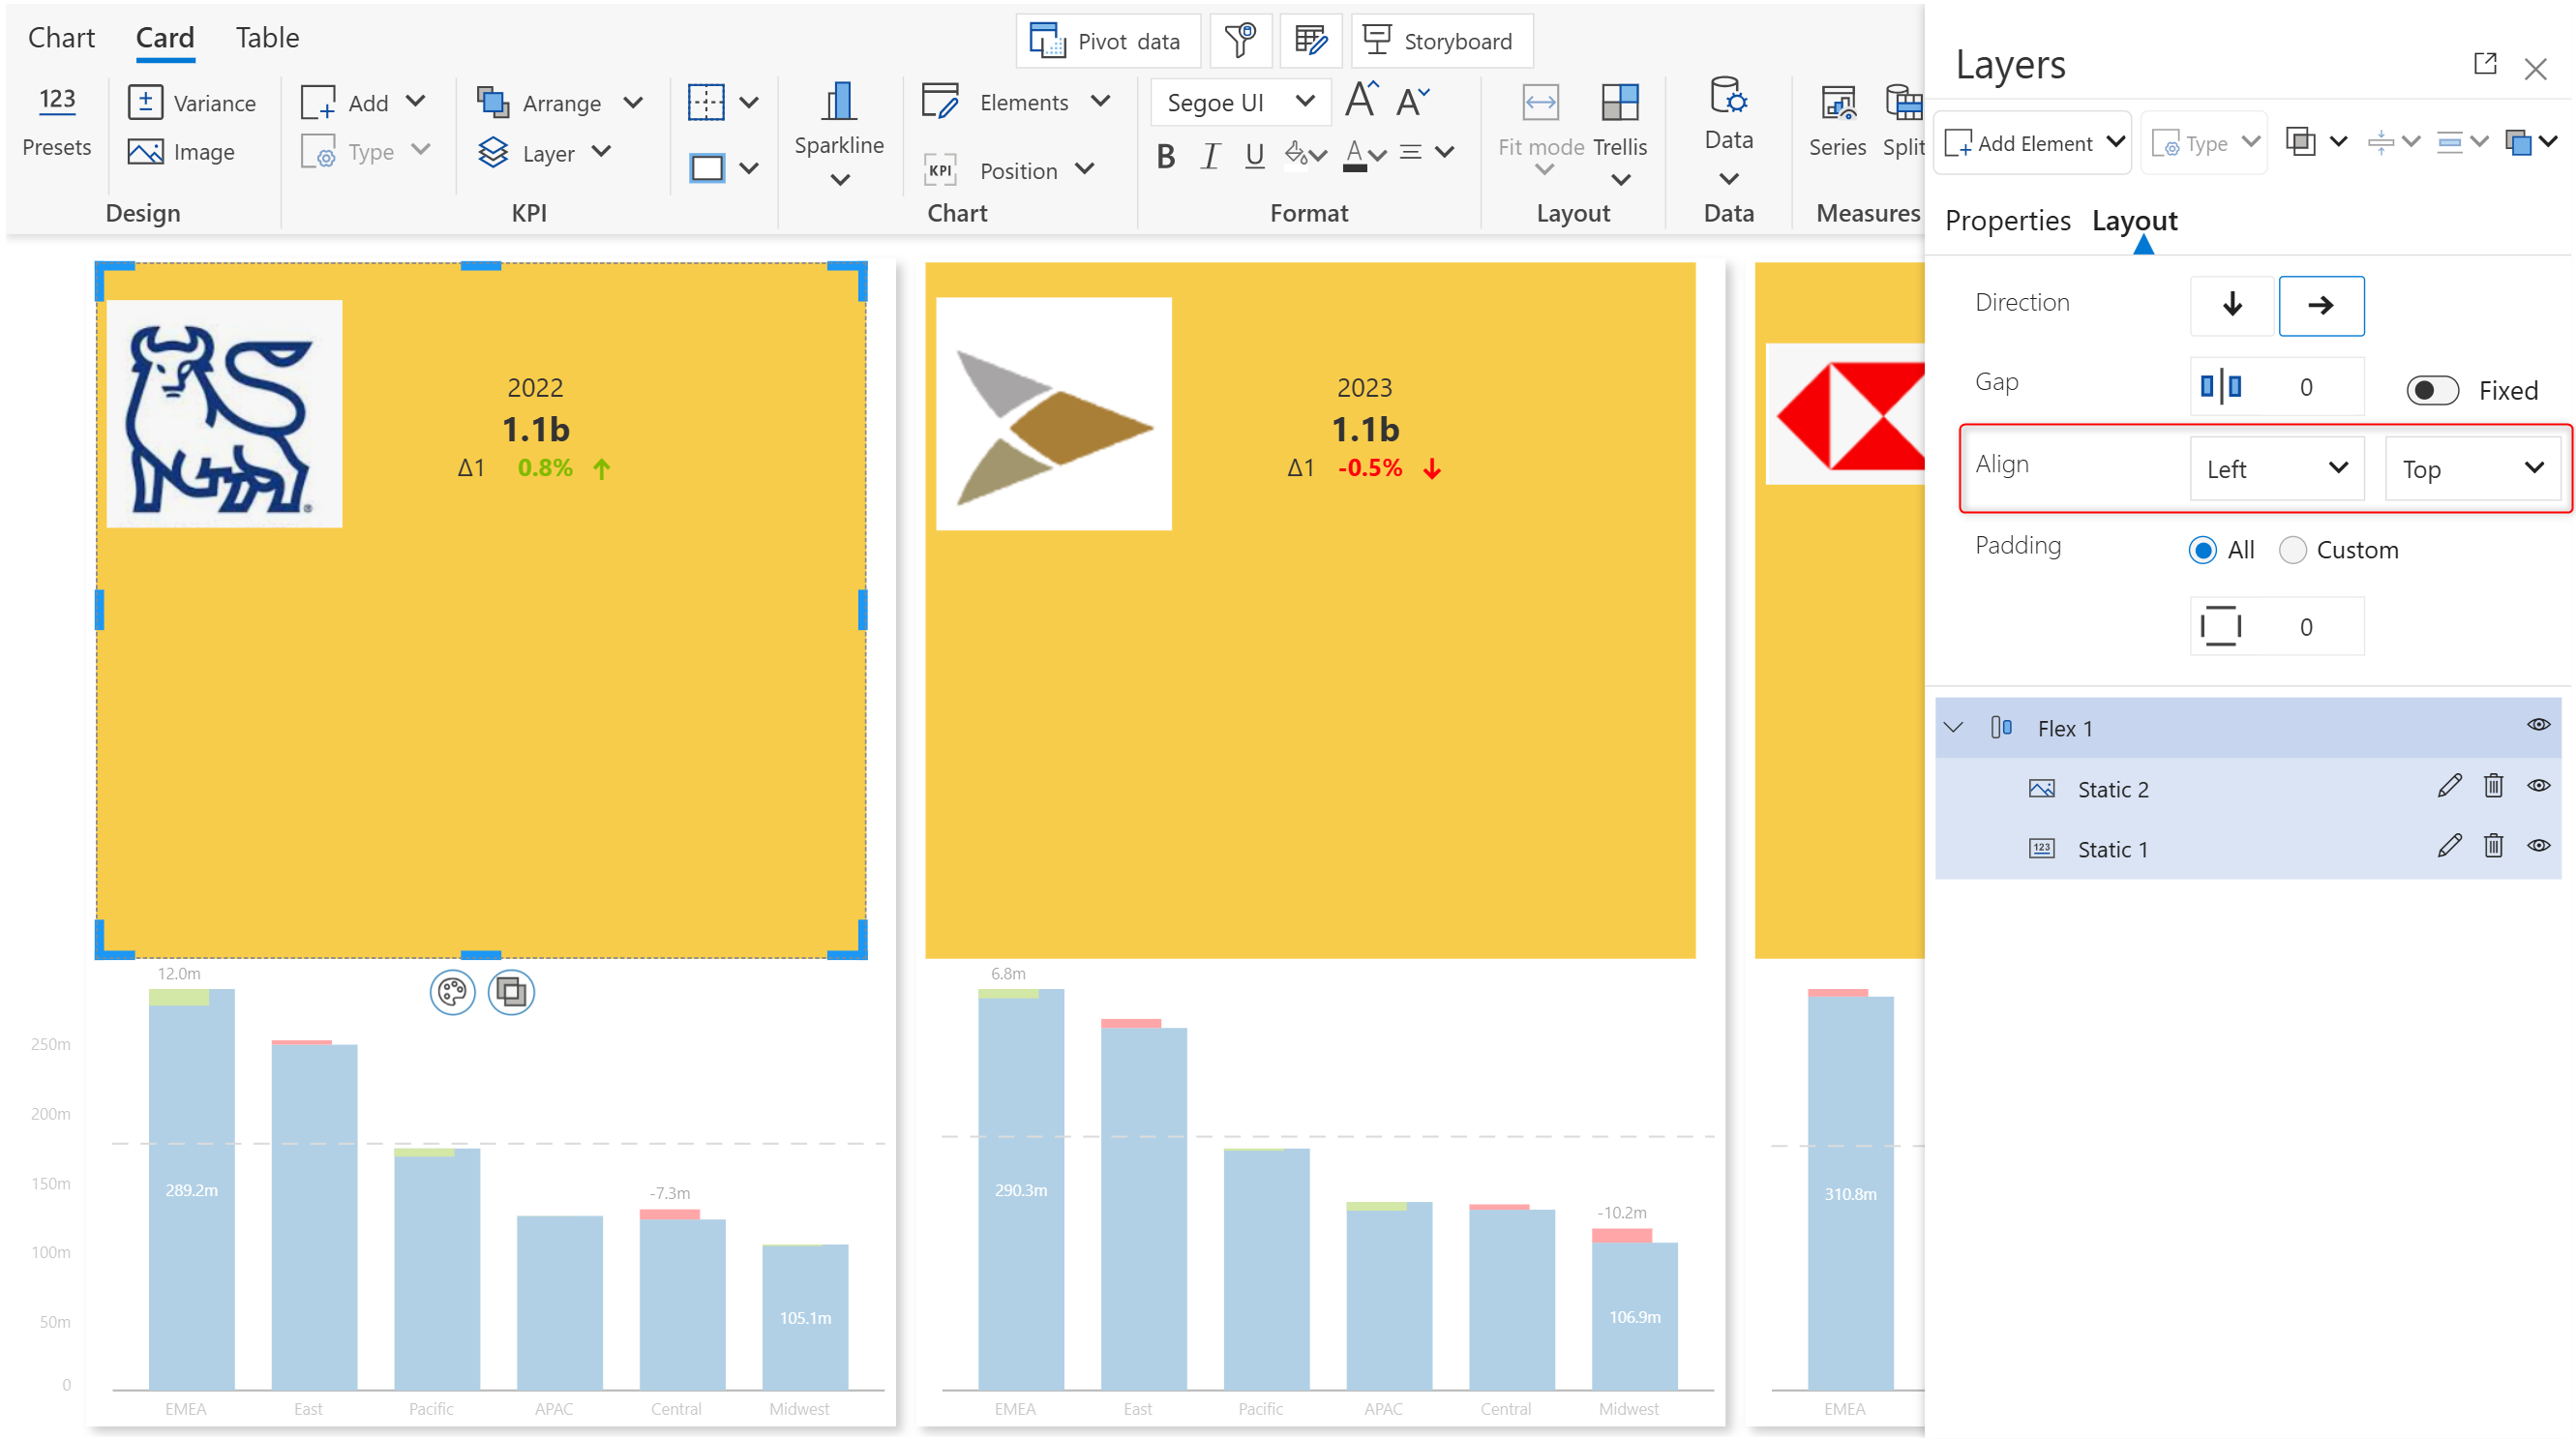 Chart Card Table
Pivot data
Storyboard
123
Presets
Variance
Image
Design
Add
Type
Arrange
Layer
KPI
Sparkline
Elements
KPI Position
Chart
Segoe UI
A A
B I U A
Format
Fit mode
Trellis
Layout
Data
Data
Series
Split
Measures
Layers
Add Element
Type
Properties Layout
Direction
Gap 0 Fixed
Align Left Top
Padding All Custom
0
Flex 1
Static 2
123 Static 1
2022
1.1b
Δ1 0.8%
2023
1.1b
Δ1 -0.5%
12.0m
250m
200m
150m
100m
50m
0
289.2m
-7.3m
105.1m
EMEA East Pacific APAC Central Midwest
6.8m
290.3m
-10.2m
106.9m
EMEA East Pacific APAC Central Midwest
310.8m
EMEA